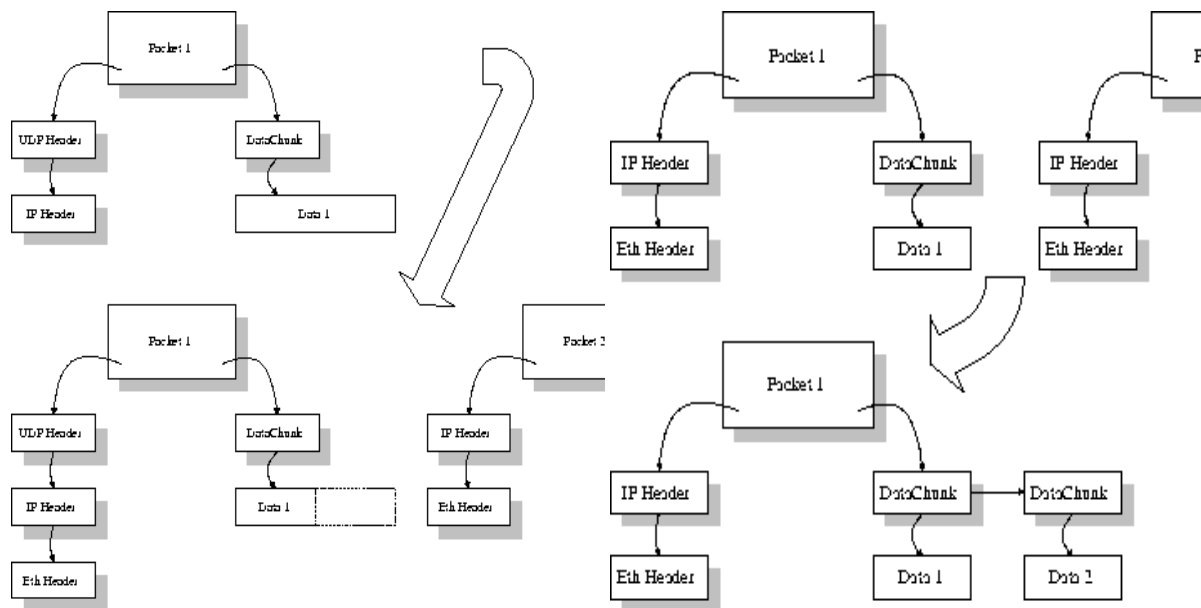 Packet 1
UDP Header
DataChunk
IP Header
Data 1
Packet 1
Packet 2
UDP Header
DataChunk
IP Header
IP Header
Data 1
Eth Header
Eth Header
Packet 1
P
IP Header
DataChunk
IP Header
Eth Header
Data 1
Eth Header
Packet 1
IP Header
DataChunk
DataChunk
Eth Header
Data 1
Data 2